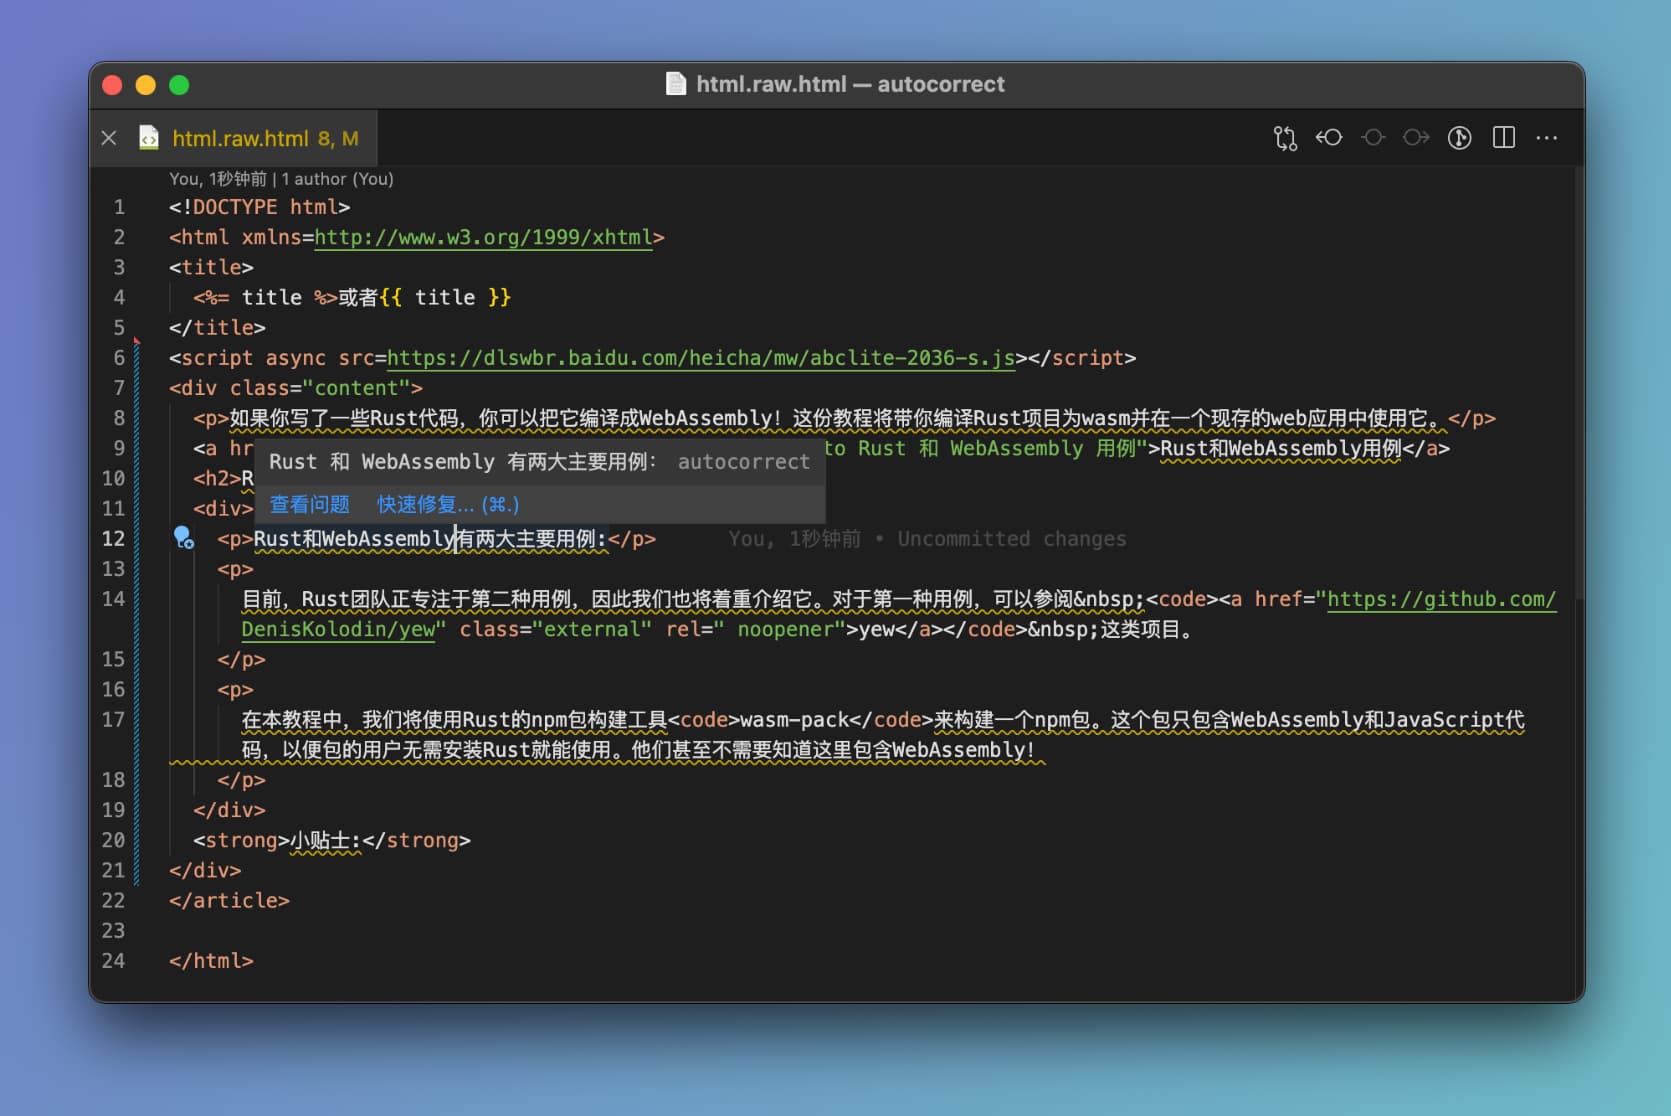 html.raw.html — autocorrect
html.raw.html 8, M
You, 1秒钟前 | 1 author (You)
1 <!DOCTYPE html>
2 <html xmlns=http://www.w3.org/1999/xhtml>
3 <title>
4 <%= title %>或者{{ title }}
5 </title>
6 <script async src=https://dlswbr.baidu.com/heicha/mw/abclite-2036-s.js></script>
7 <div class="content">
8 <p>如果你写了一些Rust代码，你可以把它编译成WebAssembly！这份教程将带你编译Rust项目为wasm并在一个现存的web应用中使用它。</p>
9 <a hr to Rust 和 WebAssembly 用例">Rust和WebAssembly用例</a>
Rust 和 WebAssembly 有两大主要用例： autocorrect
10 <h2>R
查看问题 快速修复... (⌘.)
11 <div>
12 <p>Rust和WebAssembly有两大主要用例:</p> You, 1秒钟前 • Uncommitted changes
13 <p>
14 目前，Rust团队正专注于第二种用例，因此我们也将着重介绍它。对于第一种用例，可以参阅&nbsp;<code><a href="https://github.com/
DenisKolodin/yew" class="external" rel=" noopener">yew</a></code>&nbsp;这类项目。
15 </p>
16 <p>
17 在本教程中，我们将使用Rust的npm包构建工具<code>wasm-pack</code>来构建一个npm包。这个包只包含WebAssembly和JavaScript代
码，以便包的用户无需安装Rust就能使用。他们甚至不需要知道这里包含WebAssembly！
18 </p>
19 </div>
20 <strong>小贴士:</strong>
21 </div>
22 </article>
23
24 </html>